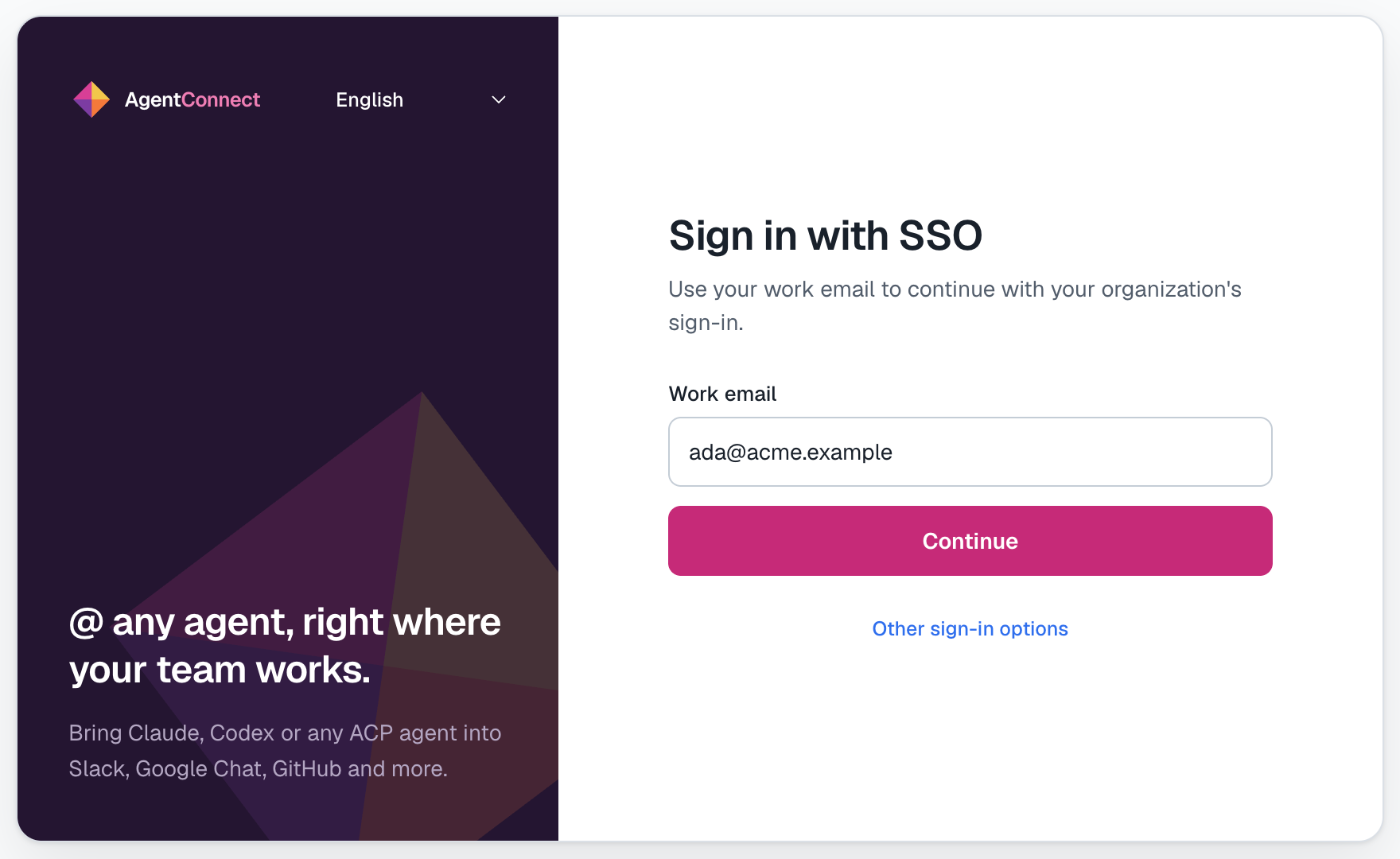 AgentConnect
English
Sign in with SSO
Use your work email to continue with your organization's
sign-in.
Work email
ada@acme.example
Continue
Other sign-in options
@ any agent, right where
your team works.
Bring Claude, Codex or any ACP agent into
Slack, Google Chat, GitHub and more.